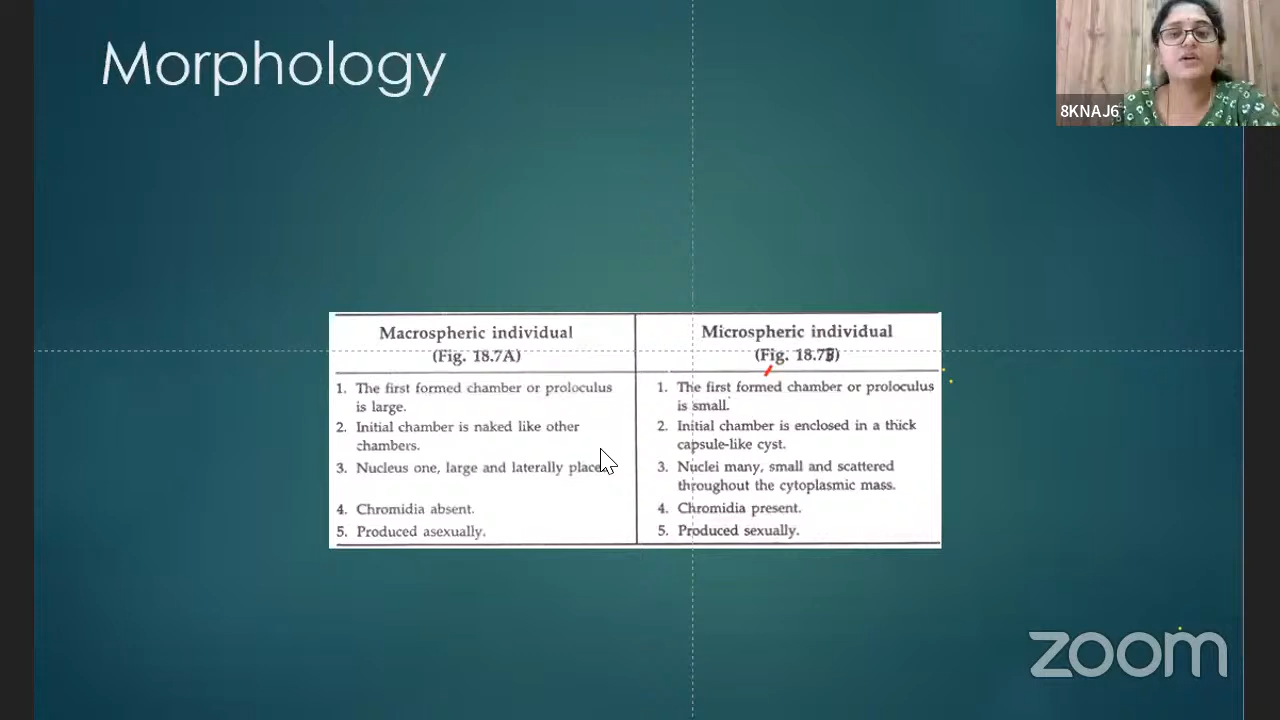 Morphology
8KNAJ6
Macrospheric individual
(Fig. 18.7A)
1. The first formed chamber or proloculus
is large.
2. Initial chamber is naked like other
chambers.
3. Nucleus one, large and laterally place
4. Chromidia absent.
5. Produced asexually.
Microspheric individual
(Fig. 18.7B)
1. The first formed chamber or proloculus
is small.
2. Initial chamber is enclosed in a thick
capsule-like cyst.
3. Nuclei many, small and scattered
throughout the cytoplasmic mass.
4. Chromidia present.
5. Produced sexually.
zoom